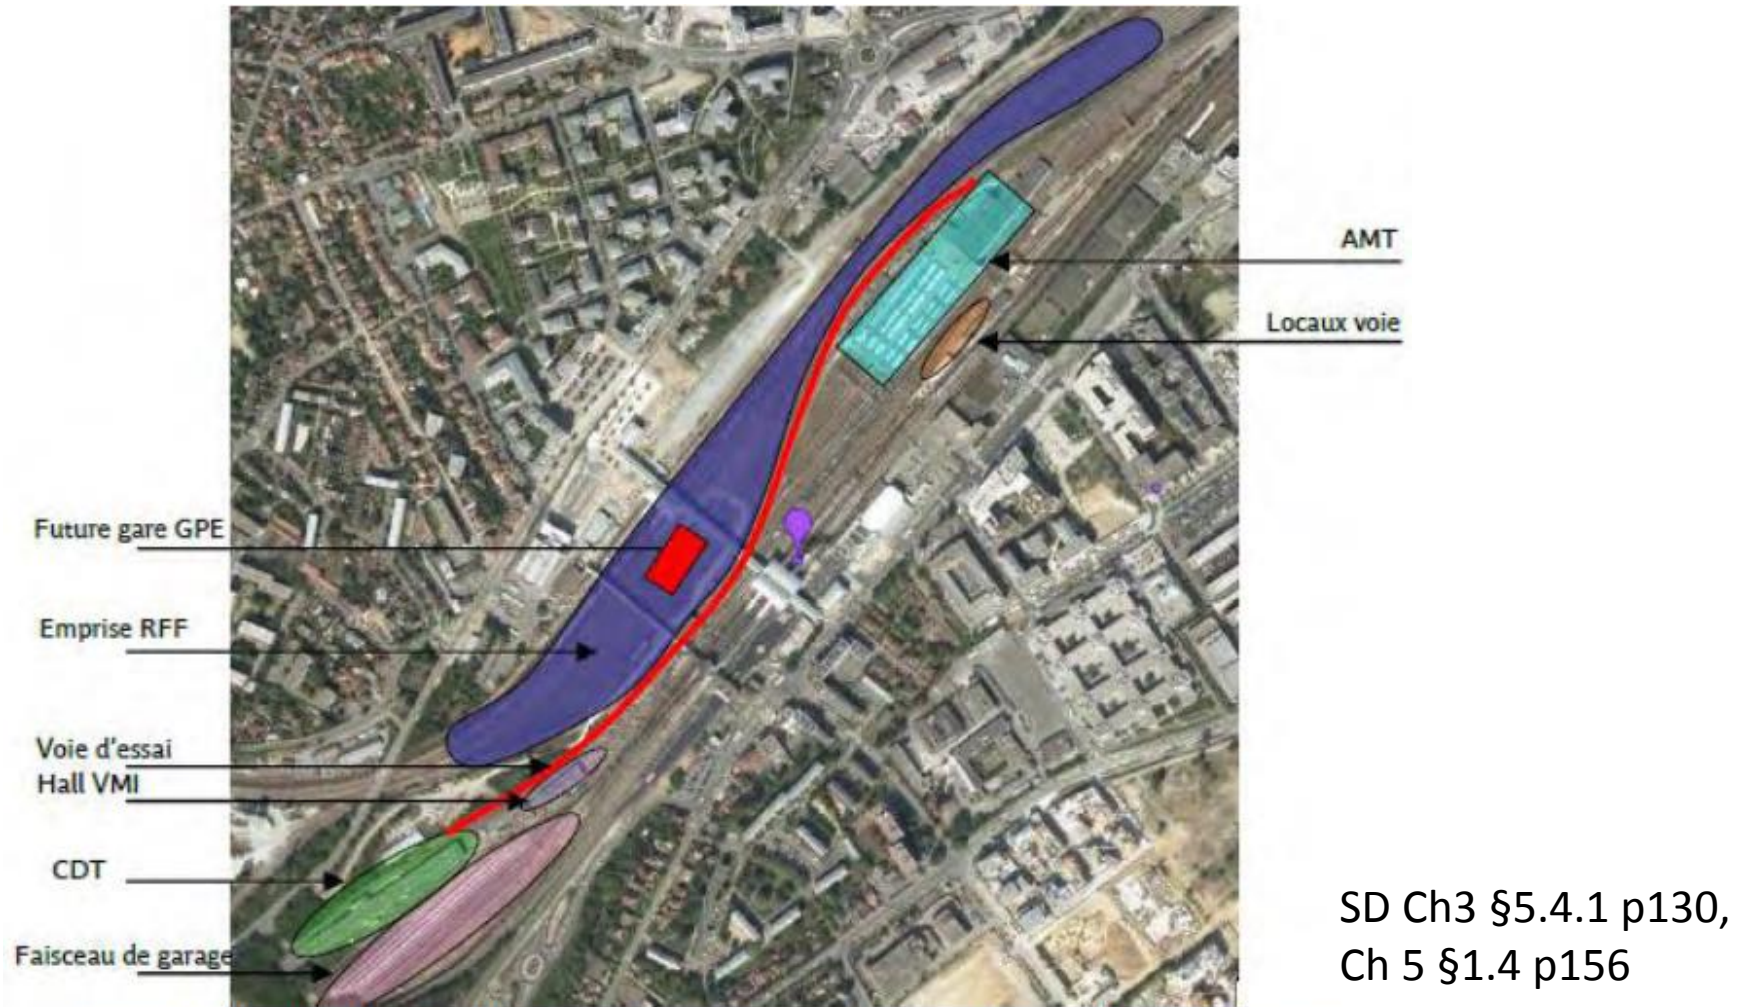 AMT
Locaux voie
Future gare GPE
Emprise RFF
Voie d'essai
Hall VMI
CDT
Faisceau de garage
SD Ch3 §5.4.1 p130,
Ch 5 §1.4 p156